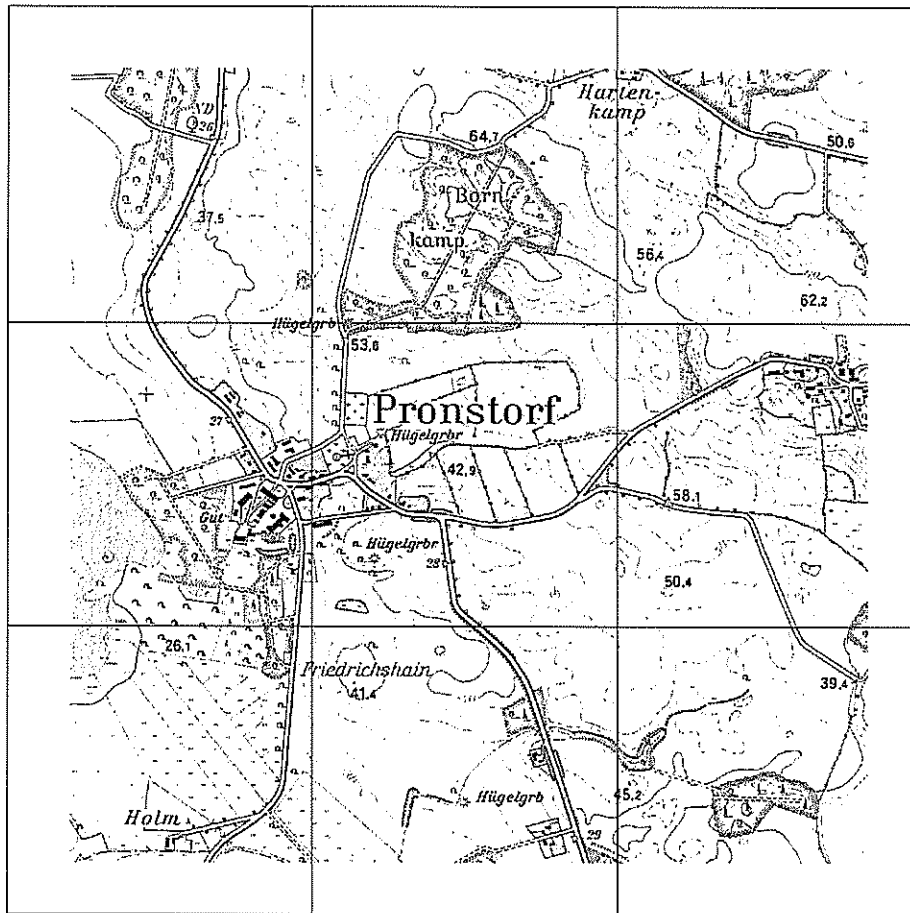 Harten-
kamp
ND
26
64,7
50,6
Born
kamp
37,5
56,4
62,2
Hügelgrb
53,6
Pronstorf
27
Hügelgrbr
42,9
58,1
Gut
Hügelgrbr
28
50,4
26,1
Friedrichshain
41,4
39,4
Hügelgrb
45,2
Holm
29